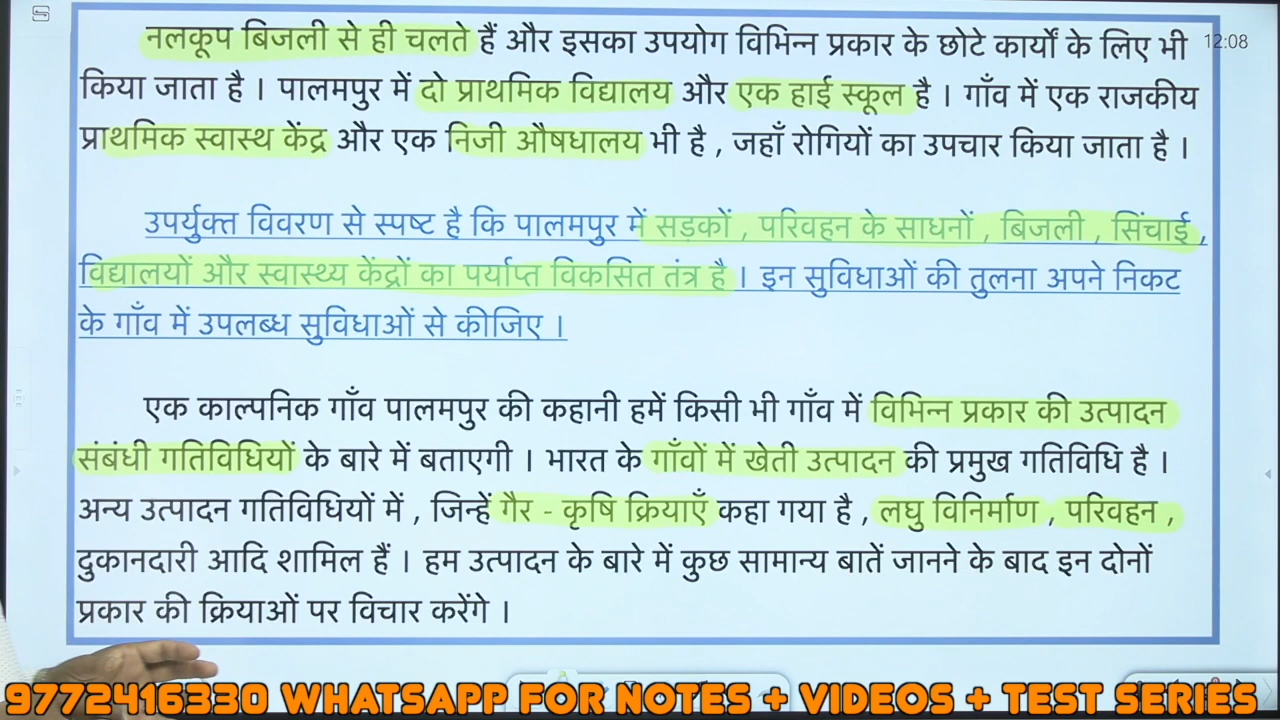 12:08
नलकूप बिजली से ही चलते हैं और इसका उपयोग विभिन्न प्रकार के छोटे कार्यों के लिए भी
किया जाता है । पालमपुर में दो प्राथमिक विद्यालय और एक हाई स्कूल है । गाँव में एक राजकीय
प्राथमिक स्वास्थ केंद्र और एक निजी औषधालय भी है , जहाँ रोगियों का उपचार किया जाता है ।
उपर्युक्त विवरण से स्पष्ट है कि पालमपुर में सड़कों , परिवहन के साधनों , बिजली , सिंचाई ,
विद्यालयों और स्वास्थ्य केंद्रों का पर्याप्त विकसित तंत्र है । इन सुविधाओं की तुलना अपने निकट
के गाँव में उपलब्ध सुविधाओं से कीजिए ।
एक काल्पनिक गाँव पालमपुर की कहानी हमें किसी भी गाँव में विभिन्न प्रकार की उत्पादन
संबंधी गतिविधियों के बारे में बताएगी । भारत के गाँवों में खेती उत्पादन की प्रमुख गतिविधि है ।
अन्य उत्पादन गतिविधियों में , जिन्हें गैर - कृषि क्रियाएँ कहा गया है , लघु विनिर्माण , परिवहन ,
दुकानदारी आदि शामिल हैं । हम उत्पादन के बारे में कुछ सामान्य बातें जानने के बाद इन दोनों
प्रकार की क्रियाओं पर विचार करेंगे ।
9772416330 WHATSAPP FOR NOTES + VIDEOS + TEST SERIES